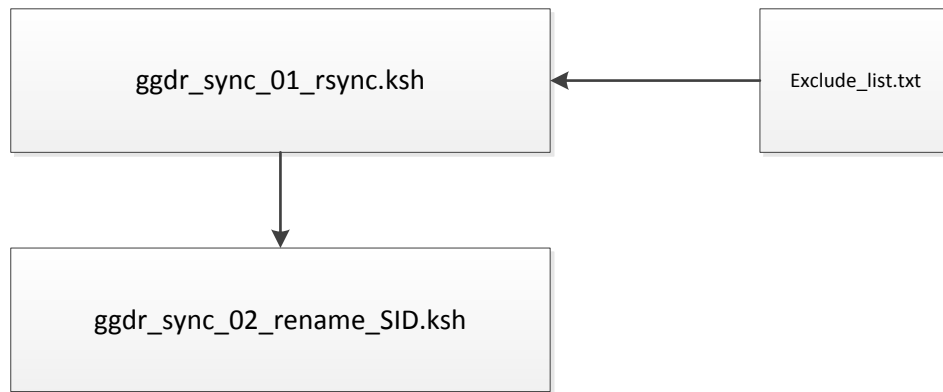 ggdr_sync_01_rsync.ksh
Exclude_list.txt
ggdr_sync_02_rename_SID.ksh